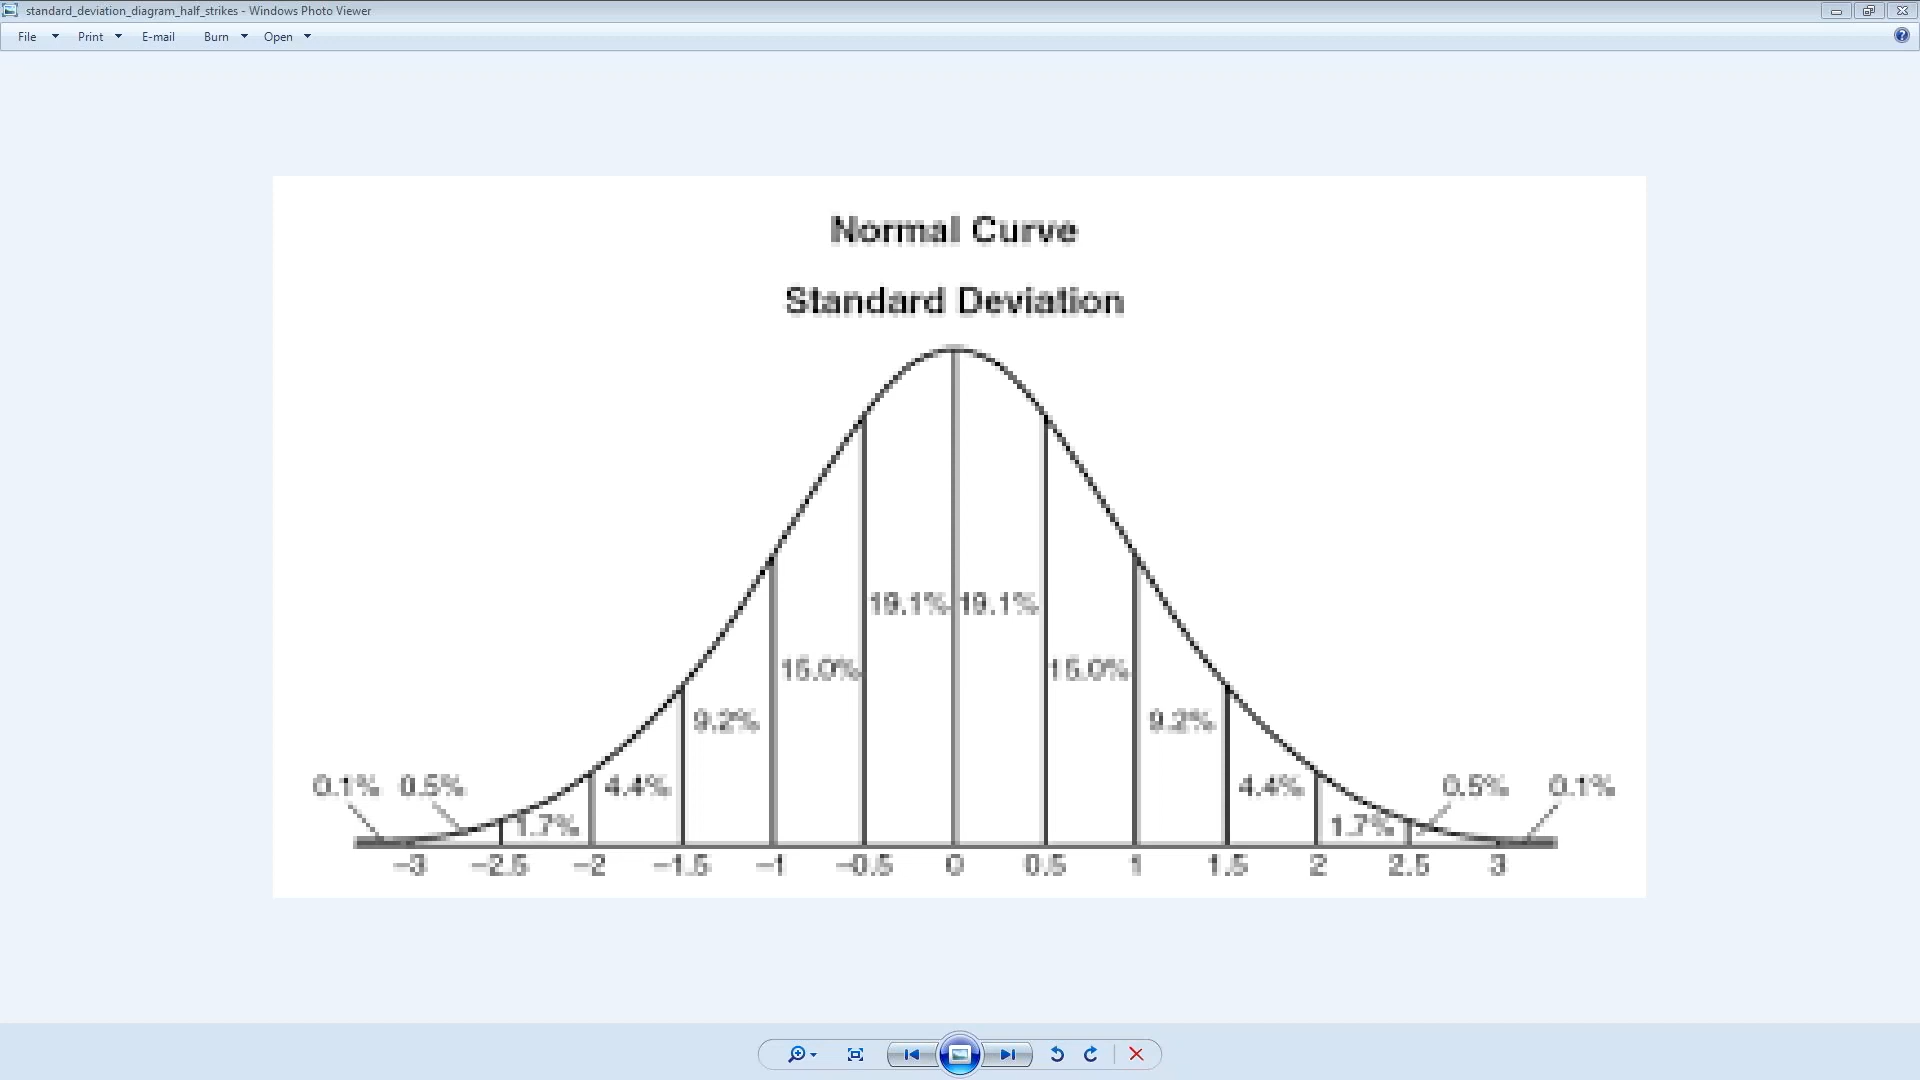 standard_deviation_diagram_half_strikes - Windows Photo Viewer
File Print E-mail Burn Open
Normal Curve
Standard Deviation
19.1% 19.1%
15.0% 15.0%
9.2% 9.2%
0.1% 0.5% 4.4% 4.4% 0.5% 0.1%
1.7% 1.7%
−3 −2.5 −2 −1.5 −1 −0.5 0 0.5 1 1.5 2 2.5 3